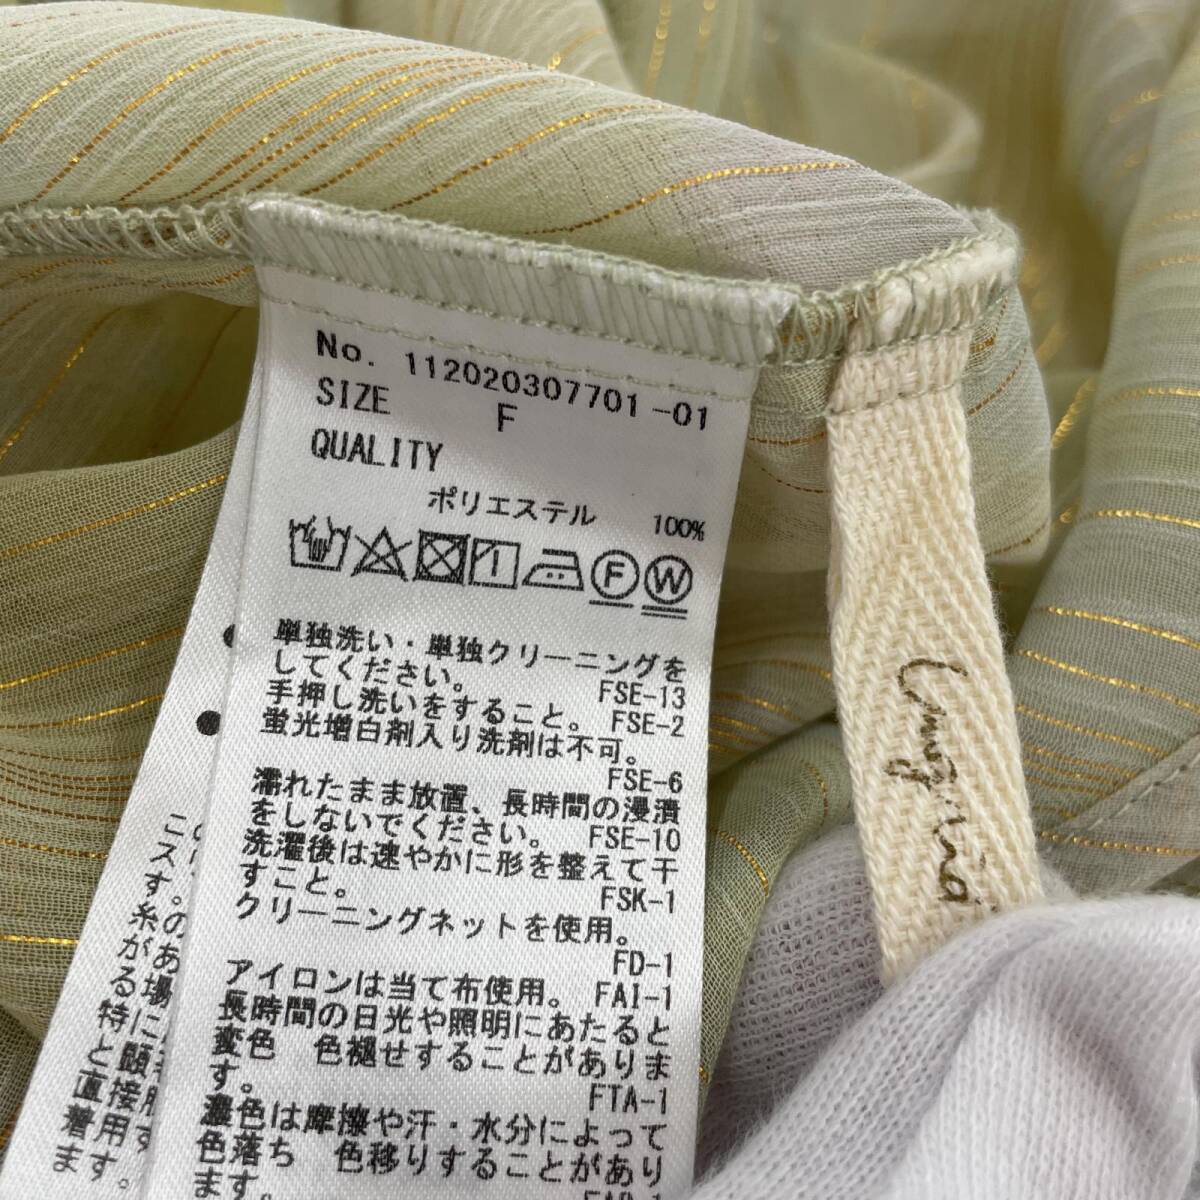 No. 112020307701-01
SIZE F
QUALITY
ポリエステル 100%
F W
単独洗い・単独クリーニングを
してください。 FSE-13
手押し洗いをすること。 FSE-2
蛍光増白剤入り洗剤は不可。
FSE-6
濡れたまま放置、長時間の浸漬
をしないでください。 FSE-10
洗濯後は速やかに形を整えて干
すこと。 FSK-1
クリーニングネットを使用。
FD-1
アイロンは当て布使用。 FAI-1
長時間の日光や照明にあたると
変色 色褪せすることがありま
す。 FTA-1
濃色は摩擦や汗・水分によって
色落ち 色移りすることがあり
ます。